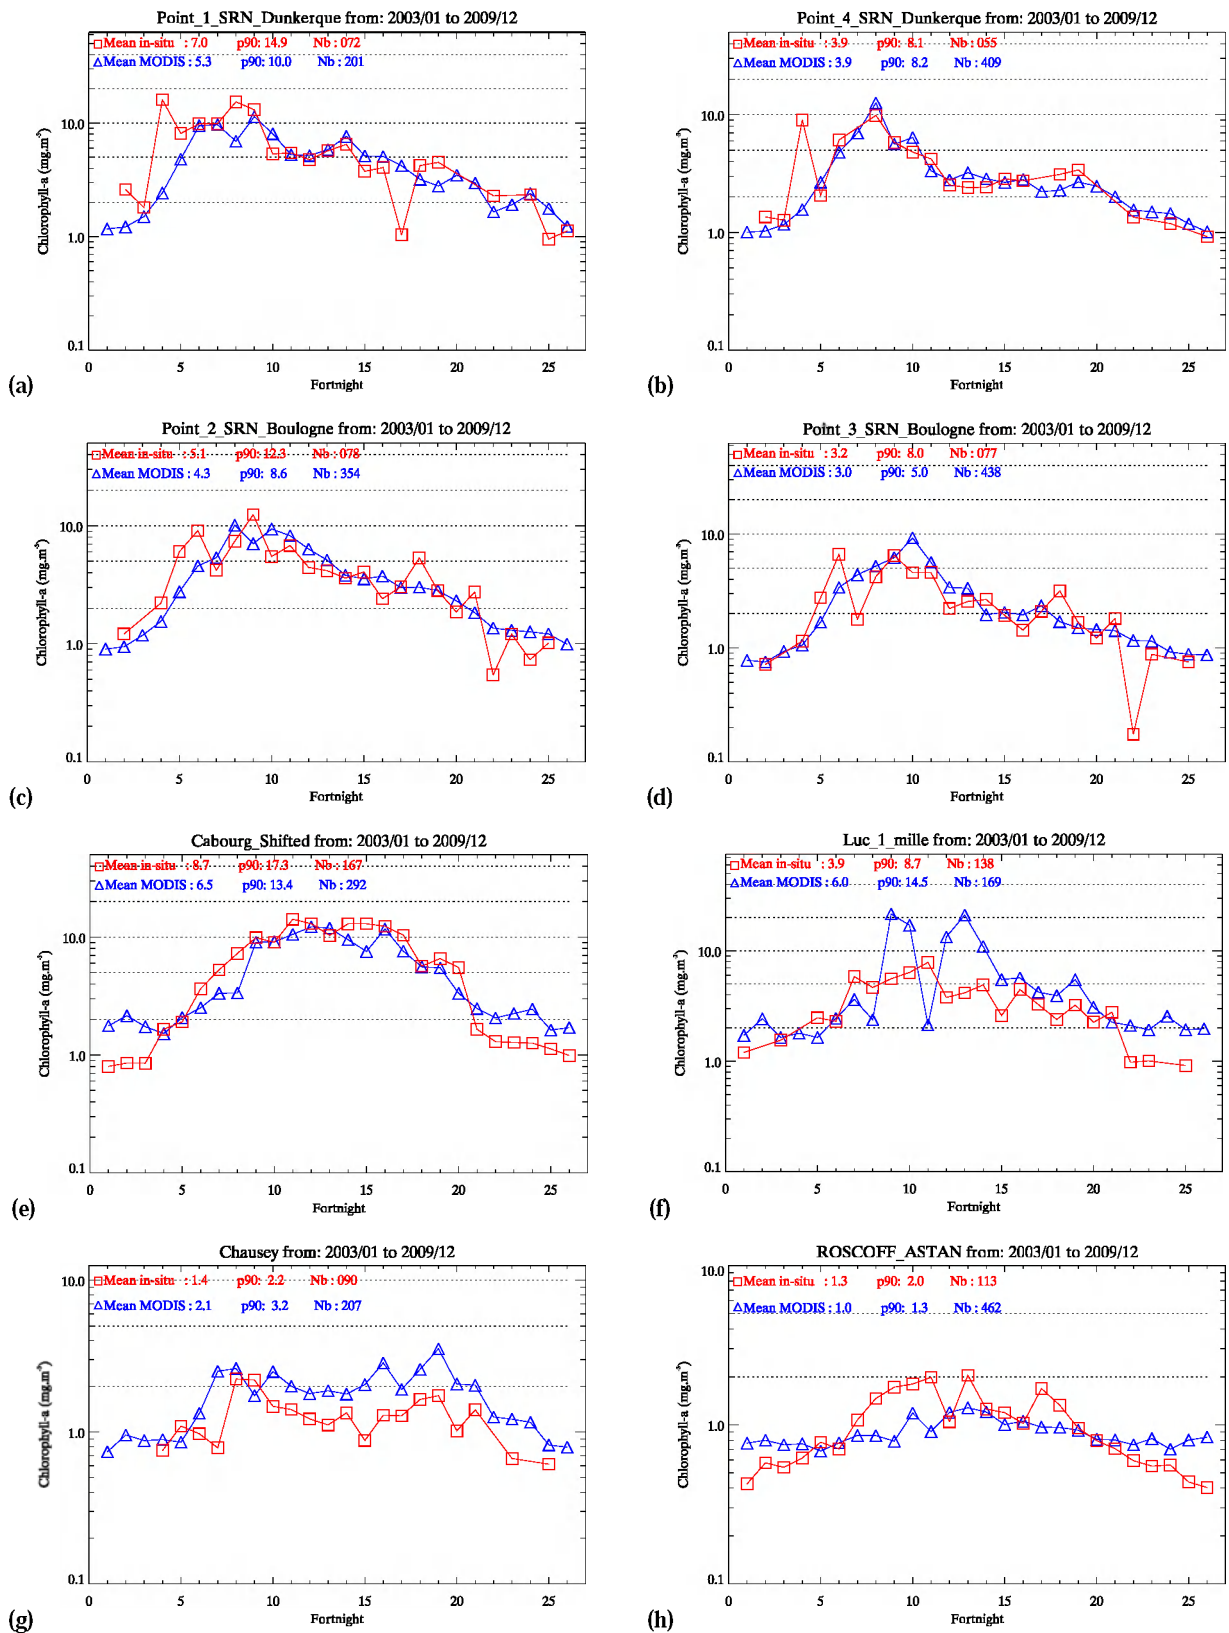 Point_1_SRN_Dunkerque from: 2003/01 to 2009/12
Mean in-situ : 7.0 p90: 14.9 Nb : 072
Mean MODIS : 5.3 p90: 10.0 Nb : 201
10.0
1.0
0.1
Chlorophyll-a (mg.m⁻³)
0 5 10 15 20 25
Fortnight
(a)
Point_4_SRN_Dunkerque from: 2003/01 to 2009/12
Mean in-situ : 3.9 p90: 8.1 Nb : 055
Mean MODIS : 3.9 p90: 8.2 Nb : 409
10.0
1.0
0.1
Chlorophyll-a (mg.m⁻³)
0 5 10 15 20 25
Fortnight
(b)
Point_2_SRN_Boulogne from: 2003/01 to 2009/12
Mean in-situ : 5.1 p90: 12.3 Nb : 078
Mean MODIS : 4.3 p90: 8.6 Nb : 354
10.0
1.0
0.1
Chlorophyll-a (mg.m⁻³)
0 5 10 15 20 25
Fortnight
(c)
Point_3_SRN_Boulogne from: 2003/01 to 2009/12
Mean in-situ : 3.2 p90: 8.0 Nb : 077
Mean MODIS : 3.0 p90: 5.0 Nb : 438
10.0
1.0
0.1
Chlorophyll-a (mg.m⁻³)
0 5 10 15 20 25
Fortnight
(d)
Cabourg_Shifted from: 2003/01 to 2009/12
Mean in-situ : 8.7 p90: 17.3 Nb : 167
Mean MODIS : 6.5 p90: 13.4 Nb : 292
10.0
1.0
0.1
Chlorophyll-a (mg.m⁻³)
0 5 10 15 20 25
Fortnight
(e)
Luc_1_mille from: 2003/01 to 2009/12
Mean in-situ : 3.9 p90: 8.7 Nb : 138
Mean MODIS : 6.0 p90: 14.5 Nb : 169
10.0
1.0
0.1
Chlorophyll-a (mg.m⁻³)
0 5 10 15 20 25
Fortnight
(f)
Chausey from: 2003/01 to 2009/12
Mean in-situ : 1.4 p90: 2.2 Nb : 090
Mean MODIS : 2.1 p90: 3.2 Nb : 207
10.0
1.0
0.1
Chlorophyll-a (mg.m⁻³)
0 5 10 15 20 25
Fortnight
(g)
ROSCOFF_ASTAN from: 2003/01 to 2009/12
Mean in-situ : 1.3 p90: 2.0 Nb : 113
Mean MODIS : 1.0 p90: 1.3 Nb : 462
10.0
1.0
0.1
Chlorophyll-a (mg.m⁻³)
0 5 10 15 20 25
Fortnight
(h)